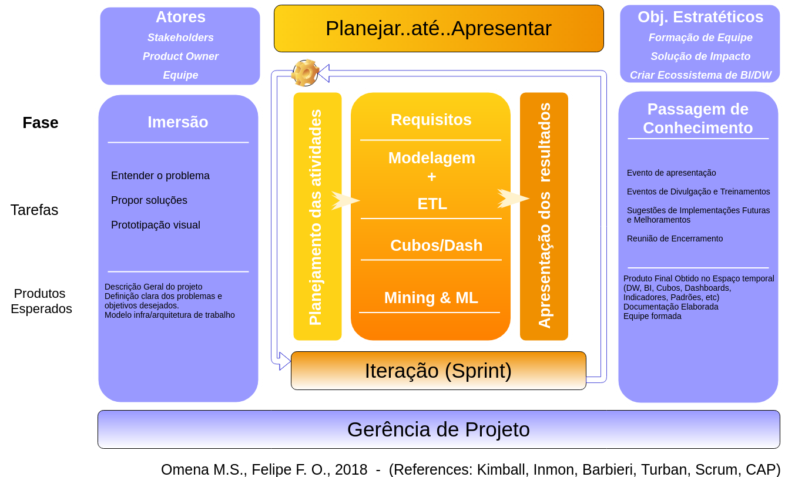 Atores
Stakeholders
Product Owner
Equipe
Planejar..até..Apresentar
Obj. Estratéticos
Formação de Equipe
Solução de Impacto
Criar Ecossistema de BI/DW
Fase
Imersão
Tarefas
Entender o problema
Propor soluções
Prototipação visual
Produtos
Esperados
Descrição Geral do projeto
Definição clara dos problemas e
objetivos desejados.
Modelo infra/arquitetura de trabalho
Planejamento das atividades
Requisitos
Modelagem
+
ETL
Cubos/Dash
Mining & ML
Apresentação dos resultados
Iteração (Sprint)
Passagem de
Conhecimento
Evento de apresentação
Eventos de Divulgação e Treinamentos
Sugestões de Implementações Futuras
e Melhoramentos
Reunião de Encerramento
Produto Final Obtido no Espaço temporal
(DW, BI, Cubos, Dashboards,
Indicadores, Padrões, etc)
Documentação Elaborada
Equipe formada
Gerência de Projeto
Omena M.S., Felipe F. O., 2018 - (References: Kimball, Inmon, Barbieri, Turban, Scrum, CAP)